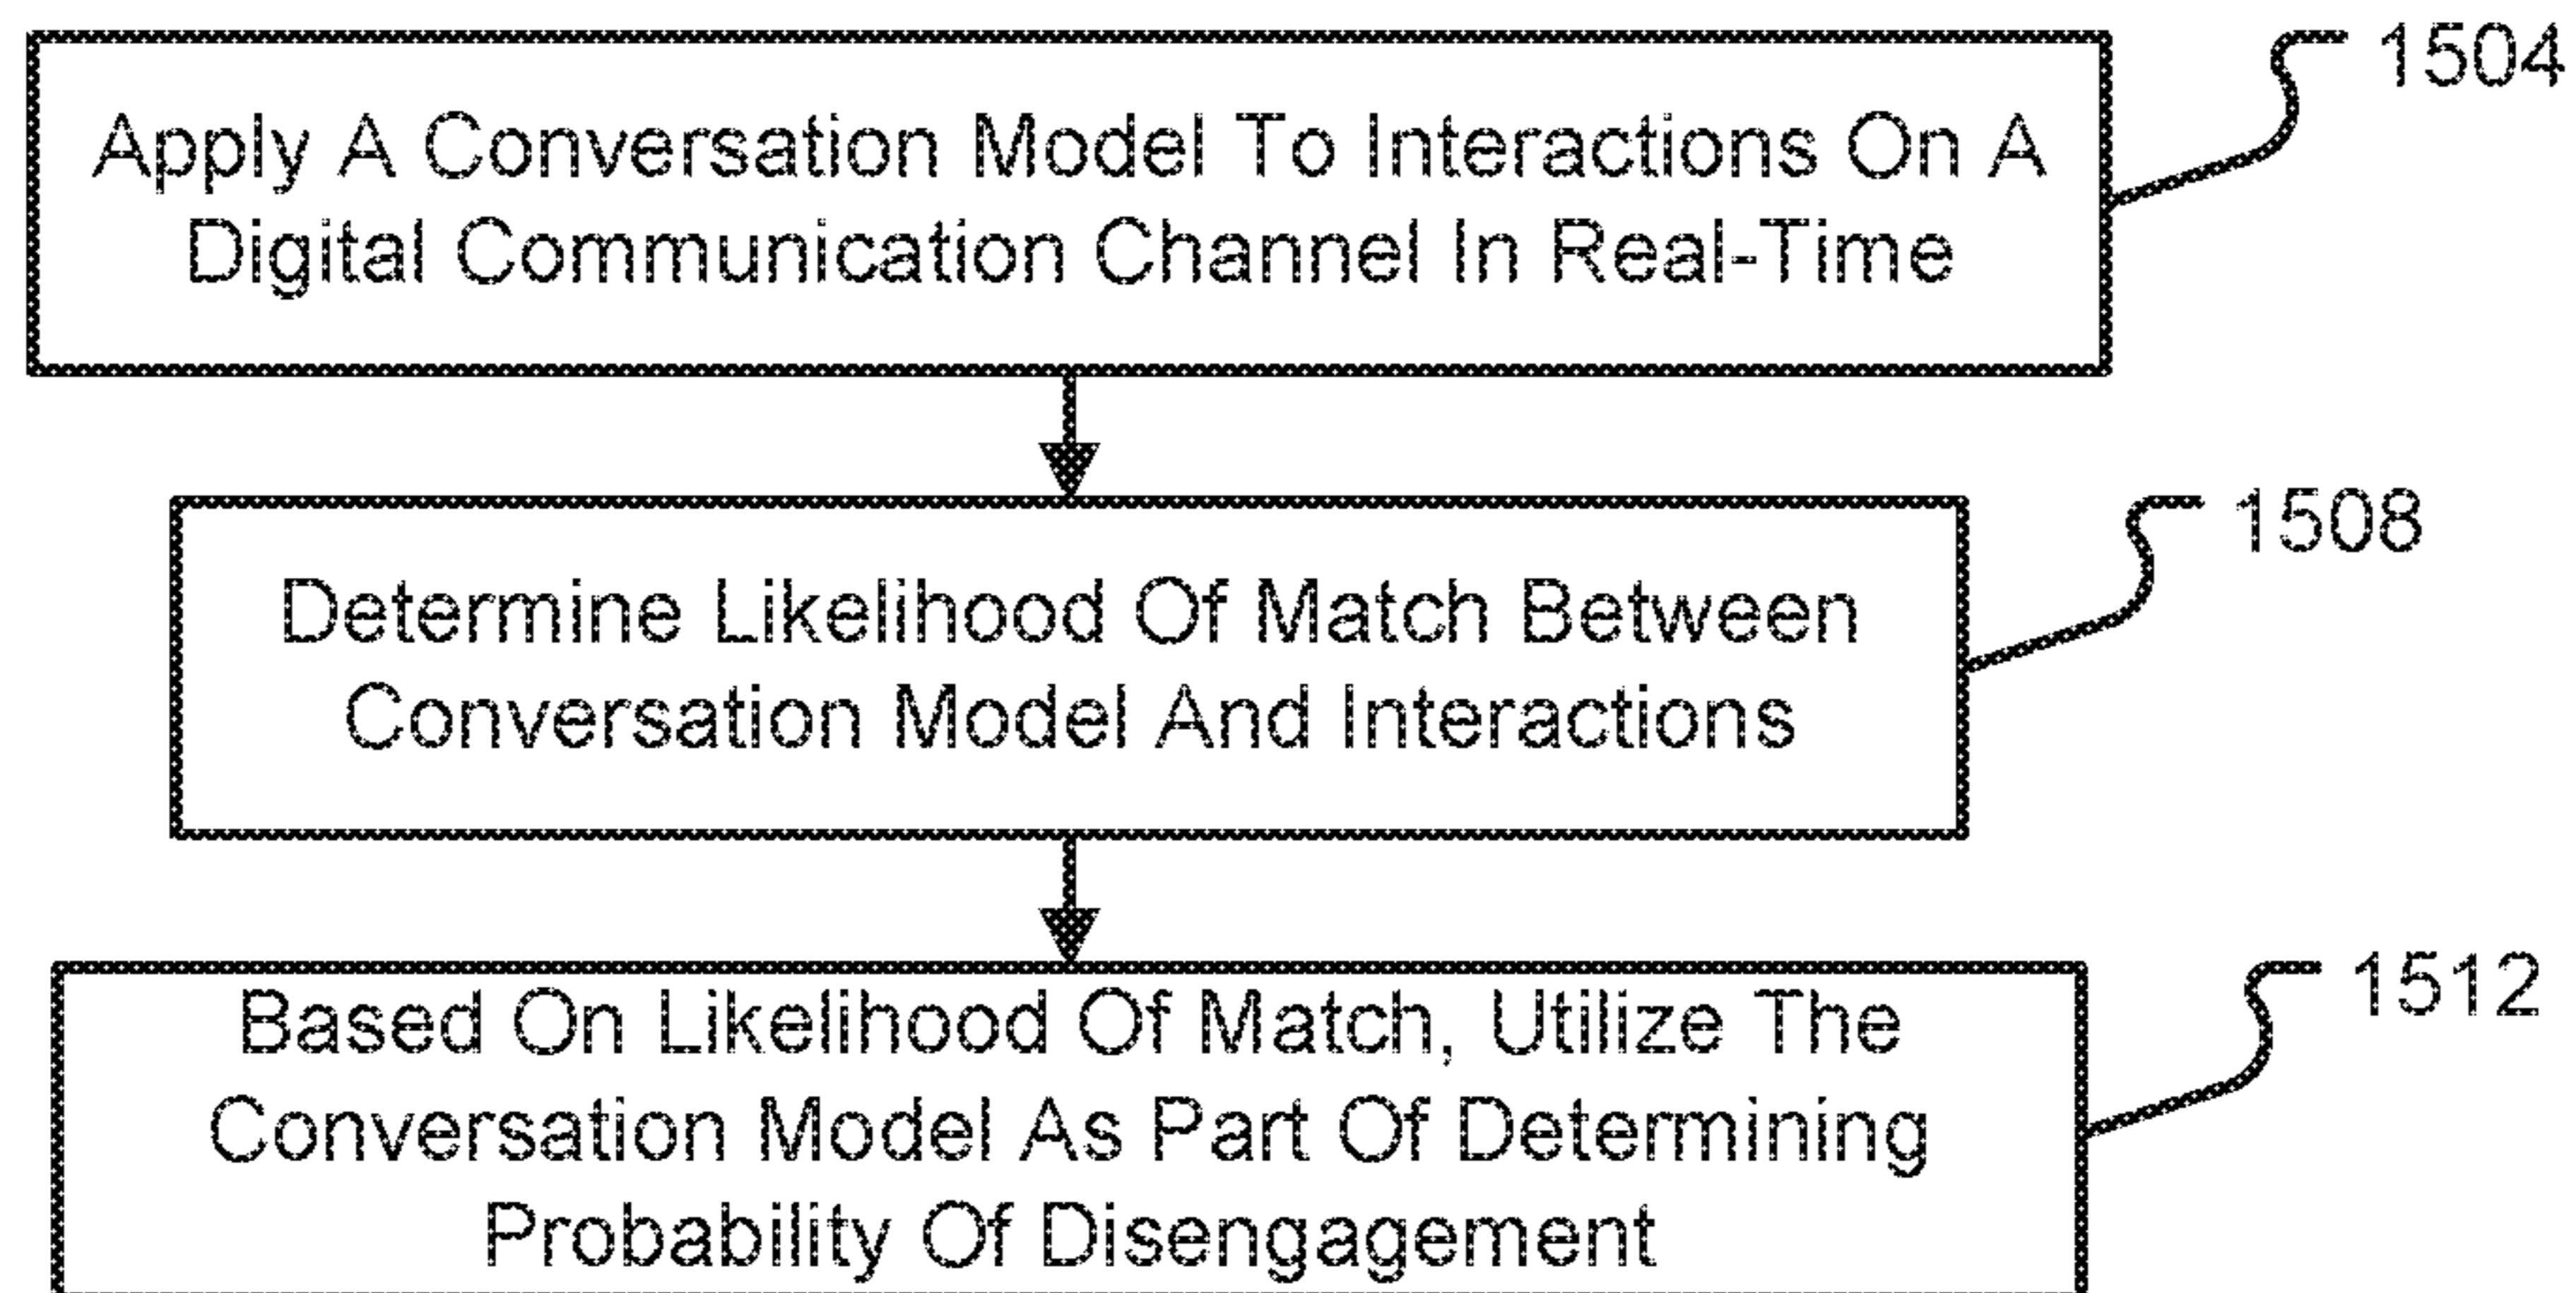 1504
Apply A Conversation Model To Interactions On A
Digital Communication Channel In Real-Time
1508
Determine Likelihood Of Match Between
Conversation Model And Interactions
1512
Based On Likelihood Of Match, Utilize The
Conversation Model As Part Of Determining
Probability Of Disengagement